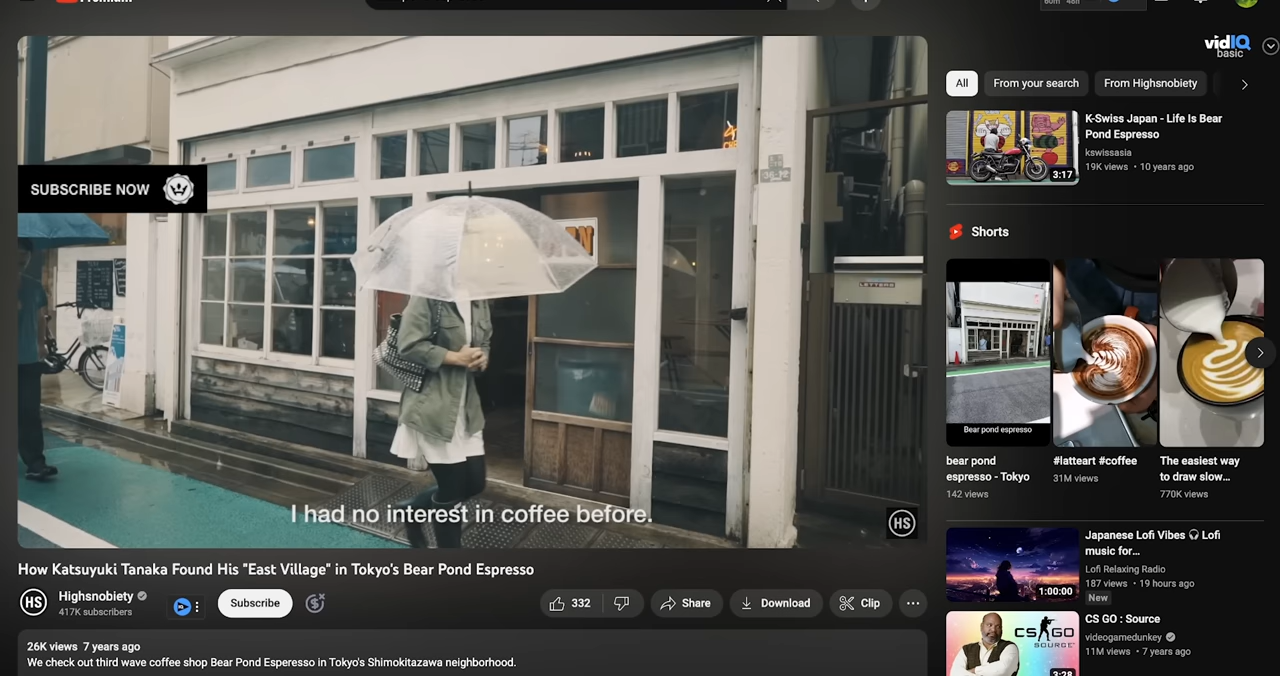 Premium
60m 48h
SUBSCRIBE NOW
I had no interest in coffee before.
HS
How Katsuyuki Tanaka Found His "East Village" in Tokyo's Bear Pond Espresso
HS
Highsnobiety
417K subscribers
Subscribe
332
Share
Download
Clip
26K views 7 years ago
We check out third wave coffee shop Bear Pond Esperesso in Tokyo's Shimokitazawa neighborhood.
vidIQ
basic
All
From your search
From Highsnobiety
3:17
K-Swiss Japan - Life Is Bear
Pond Espresso
kswissasia
19K views • 10 years ago
Shorts
Bear pond espresso
bear pond
espresso - Tokyo
142 views
#latteart #coffee
31M views
The easiest way
to draw slow...
770K views
1:00:00
Japanese Lofi Vibes 🎧 Lofi
music for...
Lofi Relaxing Radio
187 views • 19 hours ago
New
CS GO
SOURCE
3:28
CS GO : Source
videogamedunkey
11M views • 7 years ago